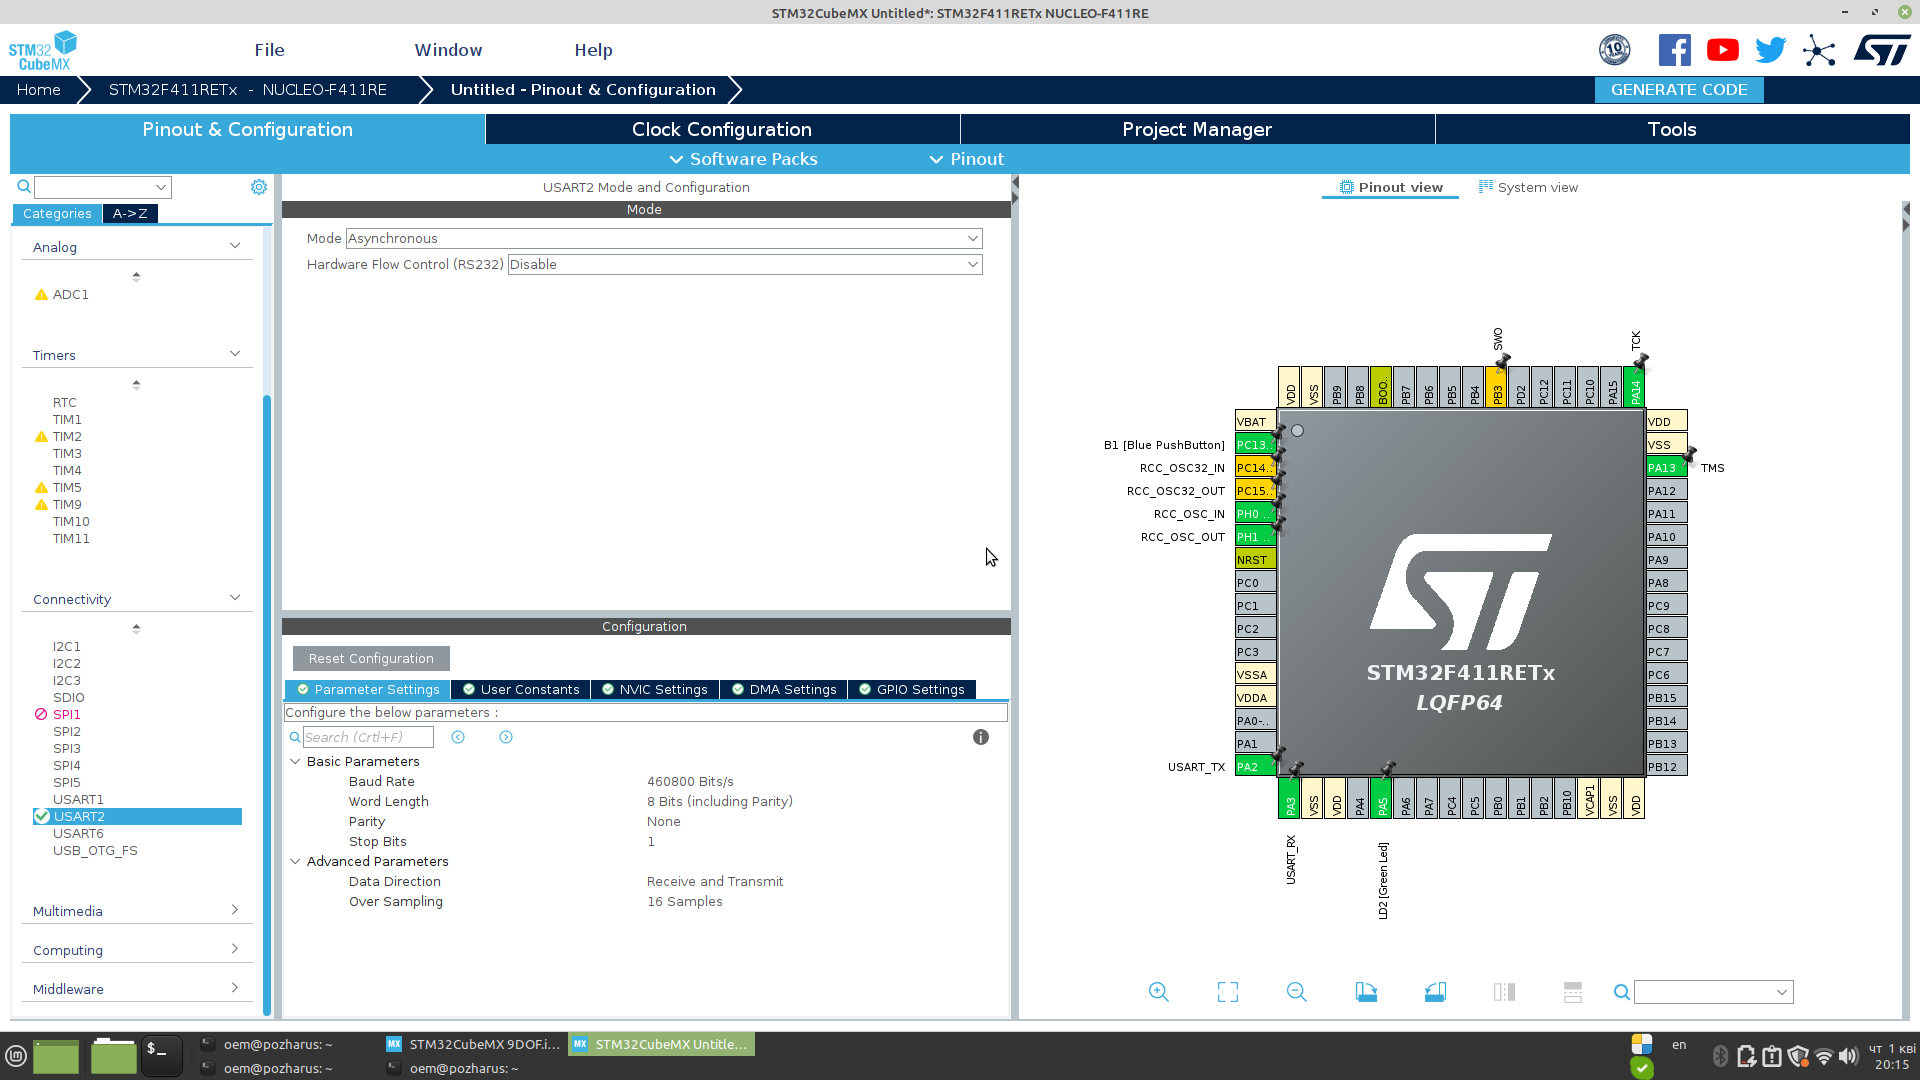 STM32CubeMX Untitled*: STM32F411RETx NUCLEO-F411RE
STM32
CubeMX
File
Window
Help
10
Home
STM32F411RETx - NUCLEO-F411RE
Untitled - Pinout & Configuration
GENERATE CODE
Pinout & Configuration
Clock Configuration
Project Manager
Tools
Software Packs
Pinout
Categories
A->Z
Analog
ADC1
Timers
RTC
TIM1
TIM2
TIM3
TIM4
TIM5
TIM9
TIM10
TIM11
Connectivity
I2C1
I2C2
I2C3
SDIO
SPI1
SPI2
SPI3
SPI4
SPI5
USART1
USART2
USART6
USB_OTG_FS
Multimedia
Computing
Middleware
USART2 Mode and Configuration
Mode
Mode Asynchronous
Hardware Flow Control (RS232) Disable
Configuration
Reset Configuration
Parameter Settings
User Constants
NVIC Settings
DMA Settings
GPIO Settings
Configure the below parameters :
Search (Crtl+F)
Basic Parameters
Baud Rate 460800 Bits/s
Word Length 8 Bits (including Parity)
Parity None
Stop Bits 1
Advanced Parameters
Data Direction Receive and Transmit
Over Sampling 16 Samples
Pinout view
System view
SWO
TCK
VDD
VSS
PB9
PB8
BOO..
PB7
PB6
PB5
PB4
PB3
PD2
PC12
PC11
PC10
PA15
PA14
VBAT
B1 [Blue PushButton] PC13..
RCC_OSC32_IN PC14..
RCC_OSC32_OUT PC15..
RCC_OSC_IN PH0 ..
RCC_OSC_OUT PH1 ..
NRST
PC0
PC1
PC2
PC3
VSSA
VDDA
PA0-..
PA1
USART_TX PA2
VDD
VSS
PA13 TMS
PA12
PA11
PA10
PA9
PA8
PC9
PC8
PC7
PC6
PB15
PB14
PB13
PB12
ST
STM32F411RETx
LQFP64
PA3
VSS
VDD
PA4
PA5
PA6
PA7
PC4
PC5
PB0
PB1
PB2
PB10
VCAP1
VSS
VDD
USART_RX
LD2 [Green Led]
oem@pozharus: ~
oem@pozharus: ~
MX STM32CubeMX 9DOF.i...
oem@pozharus: ~
MX STM32CubeMX Untitle...
en
чт 1 кві
20:15